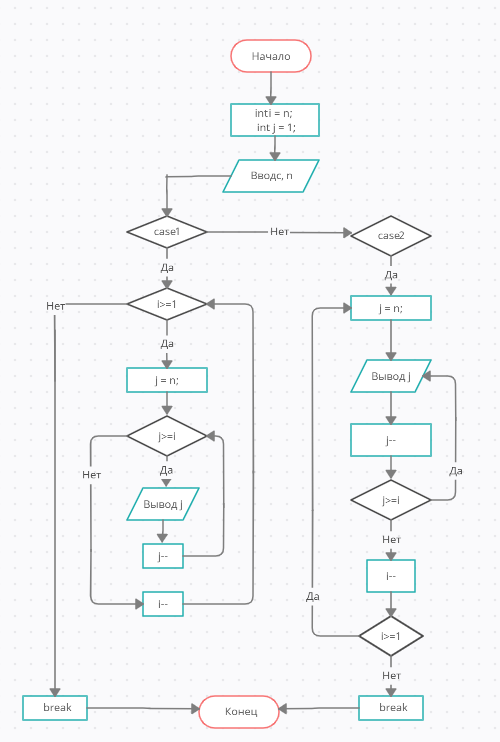 Начало
inti = n;
int j = 1;
Вводс, n
case1
Нет
case2
Да
Да
Нет
i>=1
j = n;
Да
j = n;
Вывод j
j>=i
j--
Нет
Да
Да
j>=i
Вывод j
Нет
j--
i--
i--
Да
i>=1
Нет
break
Конец
break